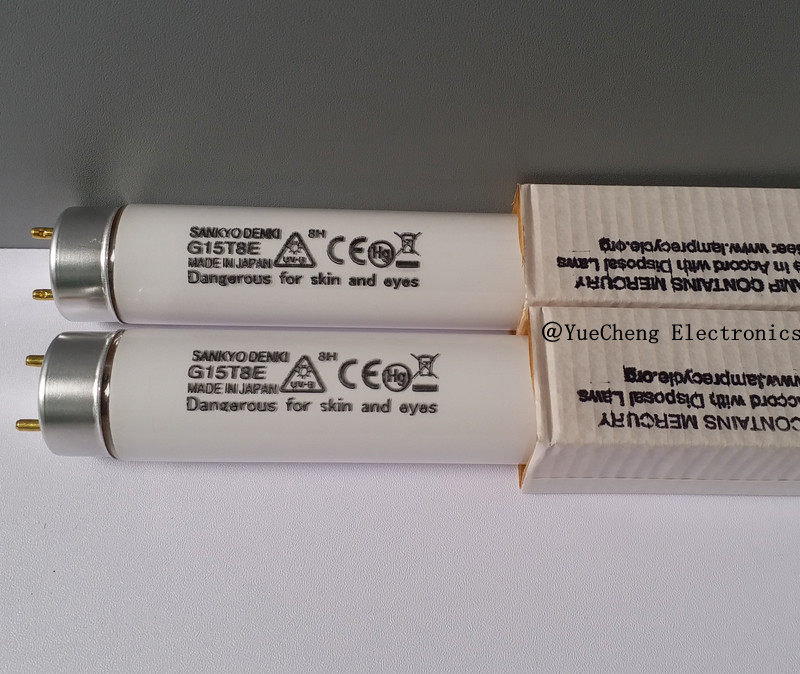 SANKYO DENKI 8H
G15T8E UV-B CE Hg
MADE IN JAPAN
Dangerous for skin and eyes
LAMP CONTAINS MERCURY
in Accord with Disposal Laws
www.lamprecycle.org
@YueCheng Electronics
SANKYO DENKI 8H
G15T8E UV-B CE Hg
MADE IN JAPAN
Dangerous for skin and eyes
CONTAINS MERCURY
Accord with Disposal Laws
www.lamprecycle.org